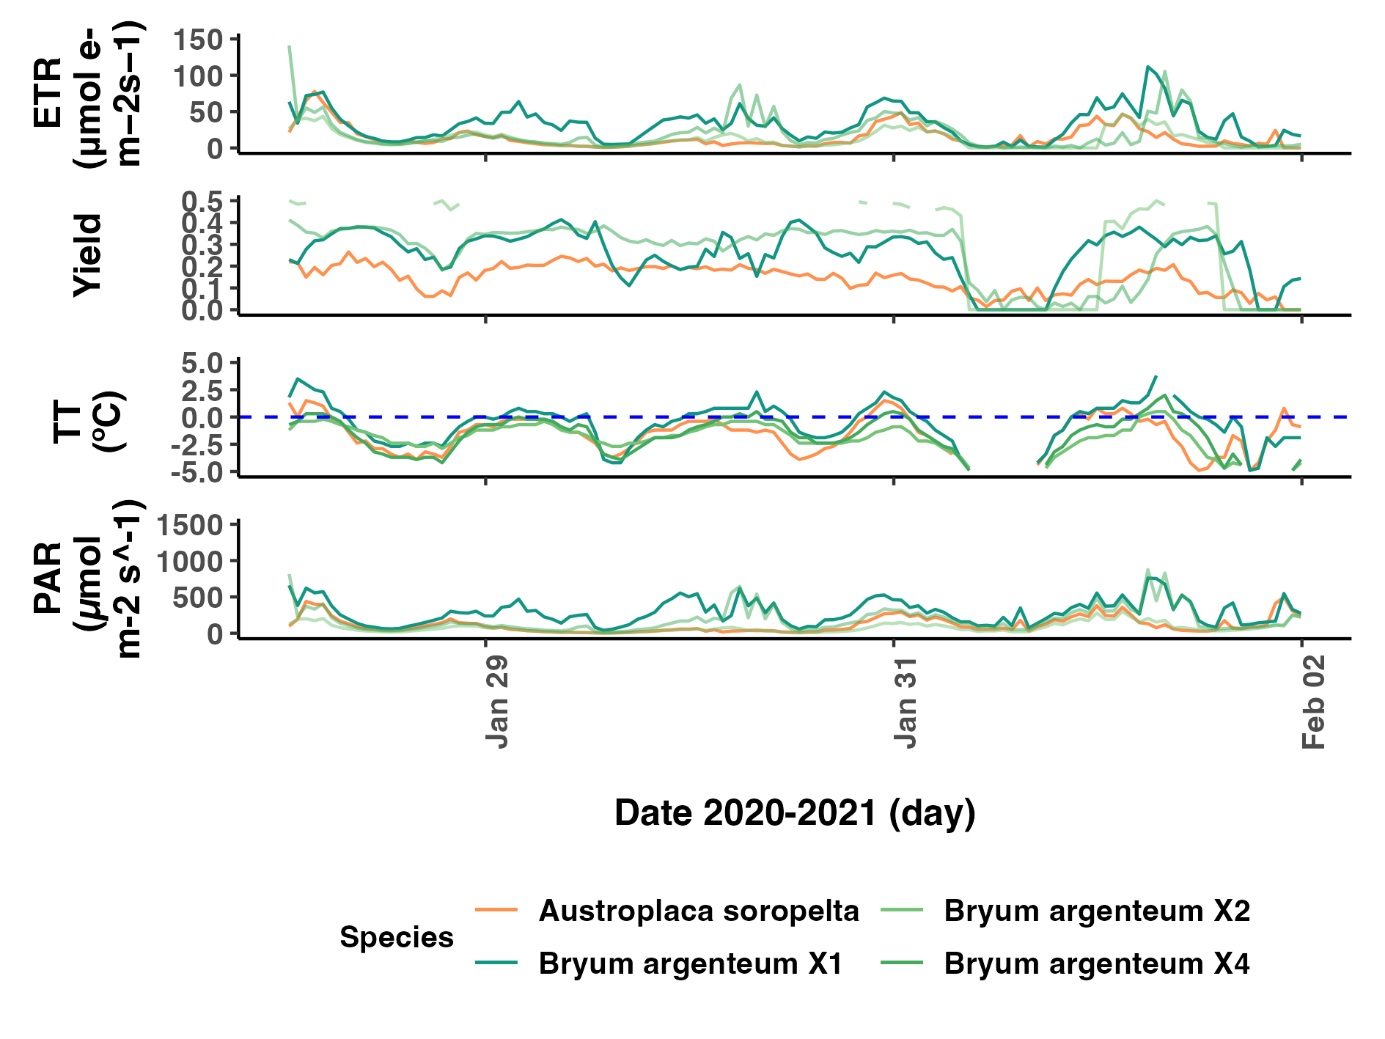 ETR
(µmol e-
m−2s−1)
150
100
50
0
Yield
0.5
0.4
0.3
0.2
0.1
0.0
TT
(ºC)
5.0
2.5
0.0
-2.5
-5.0
PAR
(µmol
m-2 s^-1)
1500
1000
500
0
Jan 29
Jan 31
Feb 02
Date 2020-2021 (day)
Species
Austroplaca soropelta
Bryum argenteum X2
Bryum argenteum X1
Bryum argenteum X4